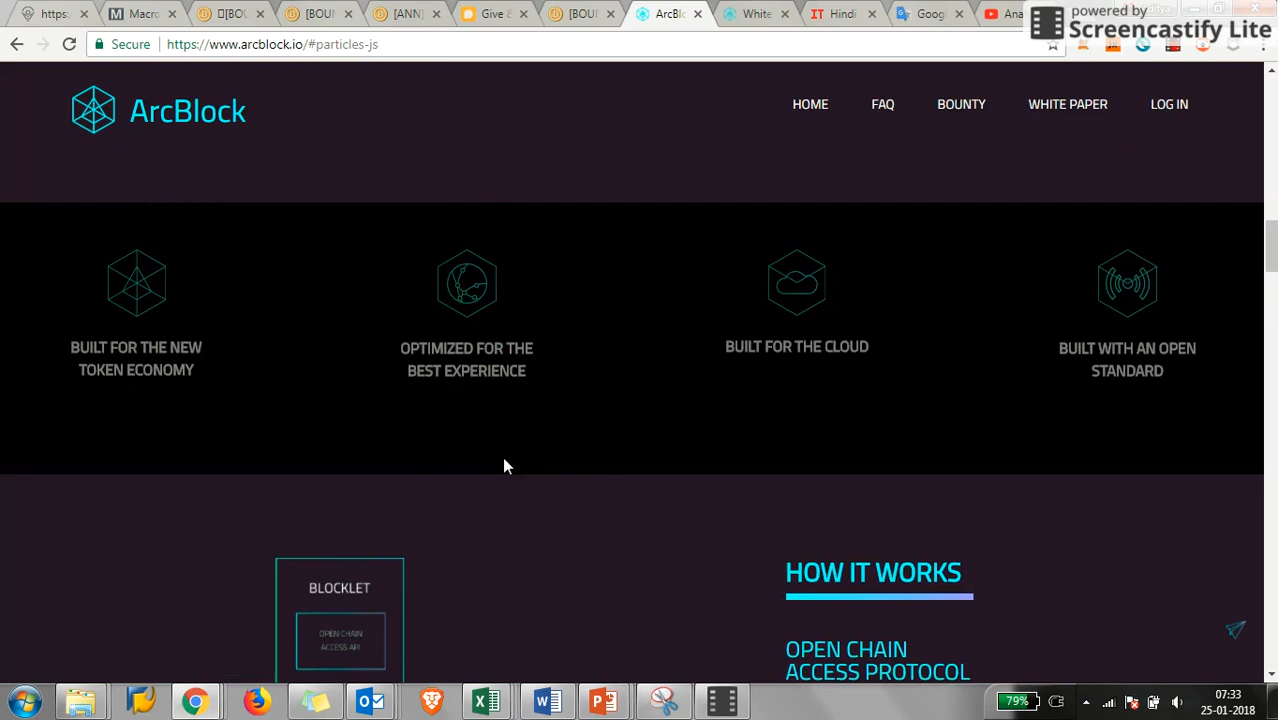 https:
Macro
[BOU
[BOU
[ANN]
Give
[BOU
ArcBlo
White
IT Hindi
Goog
Ana
powered by
Screencastify Lite
Secure
https://www.arcblock.io/#particles-js
ArcBlock
HOME
FAQ
BOUNTY
WHITE PAPER
LOG IN
BUILT FOR THE NEW
TOKEN ECONOMY
OPTIMIZED FOR THE
BEST EXPERIENCE
BUILT FOR THE CLOUD
BUILT WITH AN OPEN
STANDARD
BLOCKLET
OPEN CHAIN
ACCESS API
HOW IT WORKS
OPEN CHAIN
ACCESS PROTOCOL
79%
07:33
25-01-2018